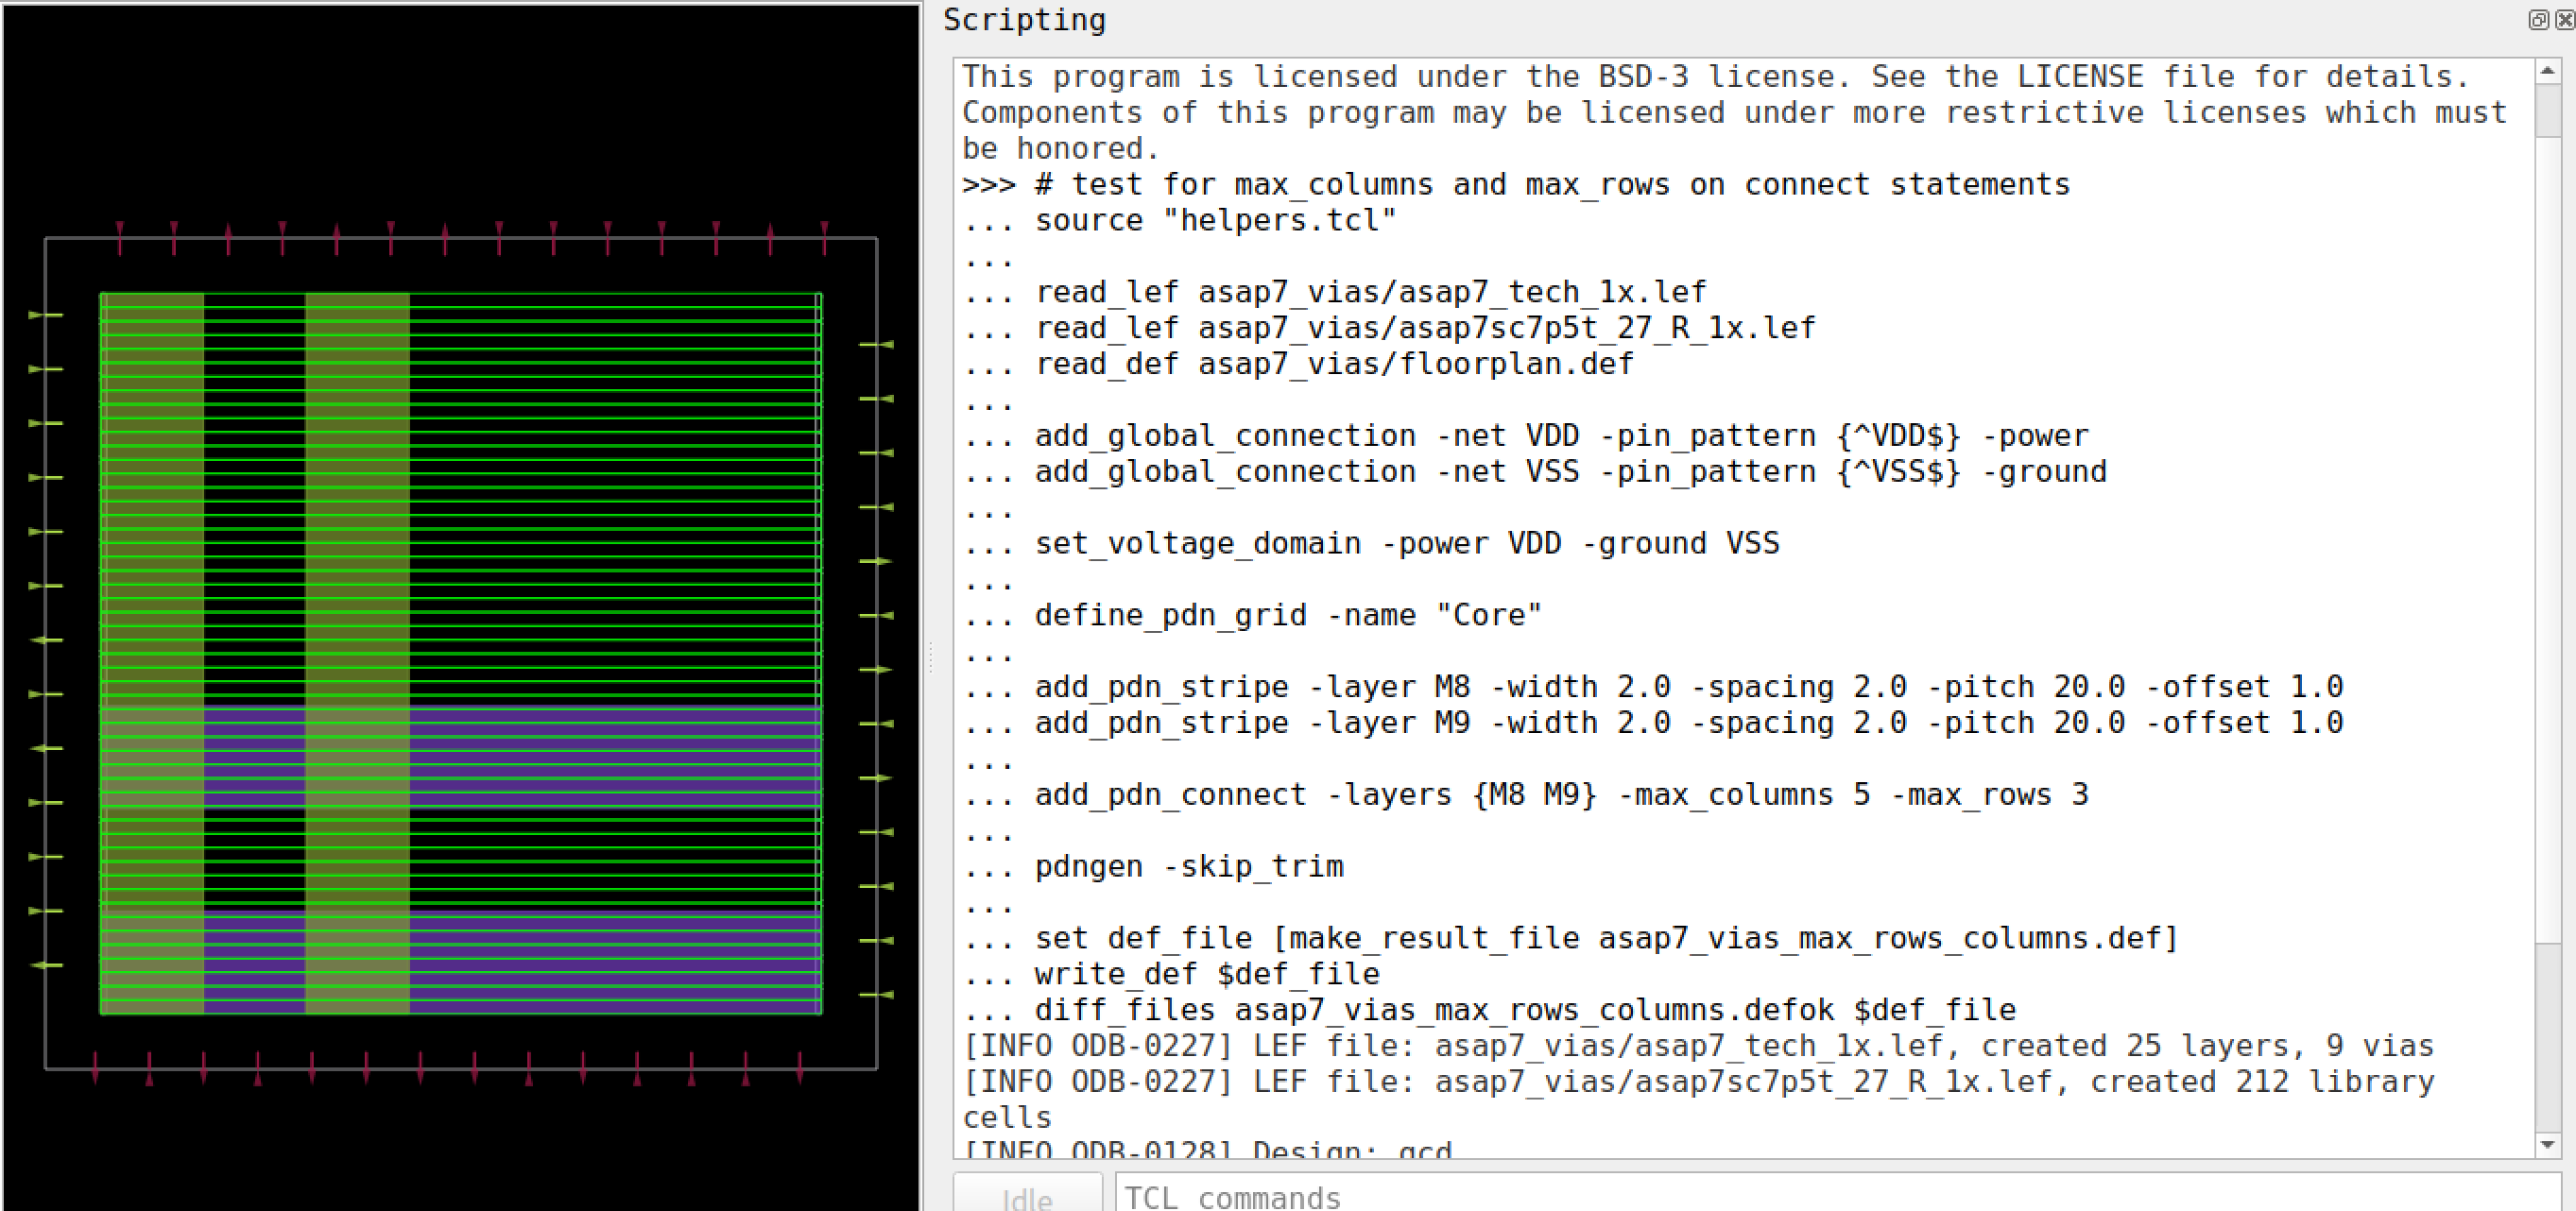 Scripting
This program is licensed under the BSD-3 license. See the LICENSE file for details.
Components of this program may be licensed under more restrictive licenses which must
be honored.
>>> # test for max_columns and max_rows on connect statements
... source "helpers.tcl"
...
... read_lef asap7_vias/asap7_tech_1x.lef
... read_lef asap7_vias/asap7sc7p5t_27_R_1x.lef
... read_def asap7_vias/floorplan.def
...
... add_global_connection -net VDD -pin_pattern {^VDD$} -power
... add_global_connection -net VSS -pin_pattern {^VSS$} -ground
...
... set_voltage_domain -power VDD -ground VSS
...
... define_pdn_grid -name "Core"
...
... add_pdn_stripe -layer M8 -width 2.0 -spacing 2.0 -pitch 20.0 -offset 1.0
... add_pdn_stripe -layer M9 -width 2.0 -spacing 2.0 -pitch 20.0 -offset 1.0
...
... add_pdn_connect -layers {M8 M9} -max_columns 5 -max_rows 3
...
... pdngen -skip_trim
...
... set def_file [make_result_file asap7_vias_max_rows_columns.def]
... write_def $def_file
... diff_files asap7_vias_max_rows_columns.defok $def_file
[INFO ODB-0227] LEF file: asap7_vias/asap7_tech_1x.lef, created 25 layers, 9 vias
[INFO ODB-0227] LEF file: asap7_vias/asap7sc7p5t_27_R_1x.lef, created 212 library
cells
[INFO ODB-0128] Design: gcd
Idle
TCL commands